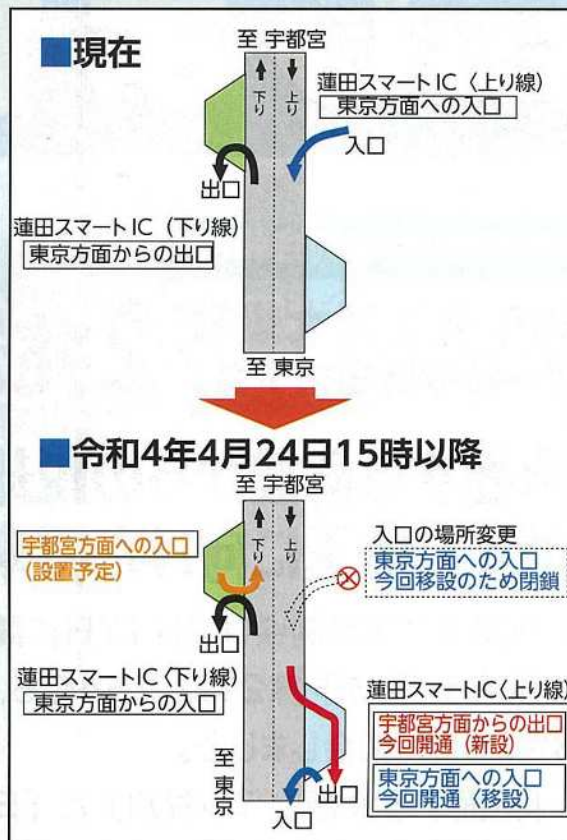 ■現在
至 宇都宮
下り
上り
蓮田スマートIC〈上り線〉
東京方面への入口
入口
出口
蓮田スマートIC（下り線）
東京方面からの出口
至 東京
■令和4年4月24日15時以降
至 宇都宮
下り
上り
宇都宮方面への入口
（設置予定）
入口の場所変更
東京方面への入口
今回移設のため閉鎖
出口
蓮田スマートIC〈下り線〉
東京方面からの入口
蓮田スマートIC〈上り線〉
宇都宮方面からの出口
今回開通（新設）
東京方面への入口
今回開通（移設）
至東京
出口
入口